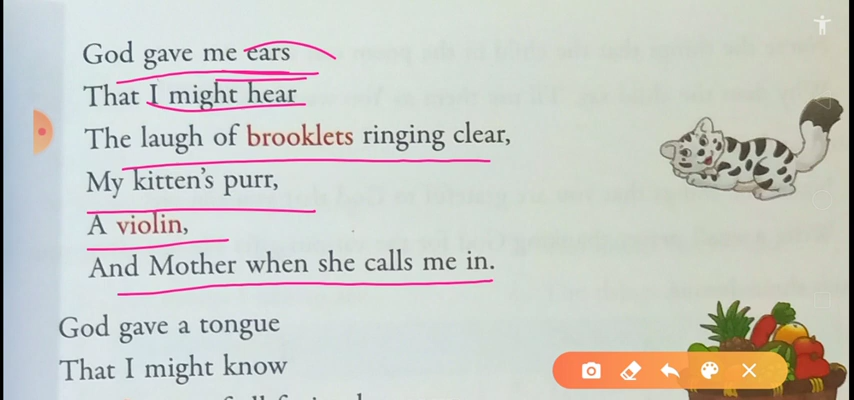 God gave me ears
That I might hear
The laugh of brooklets ringing clear,
My kitten's purr,
A violin,
And Mother when she calls me in.
God gave a tongue
That I might know